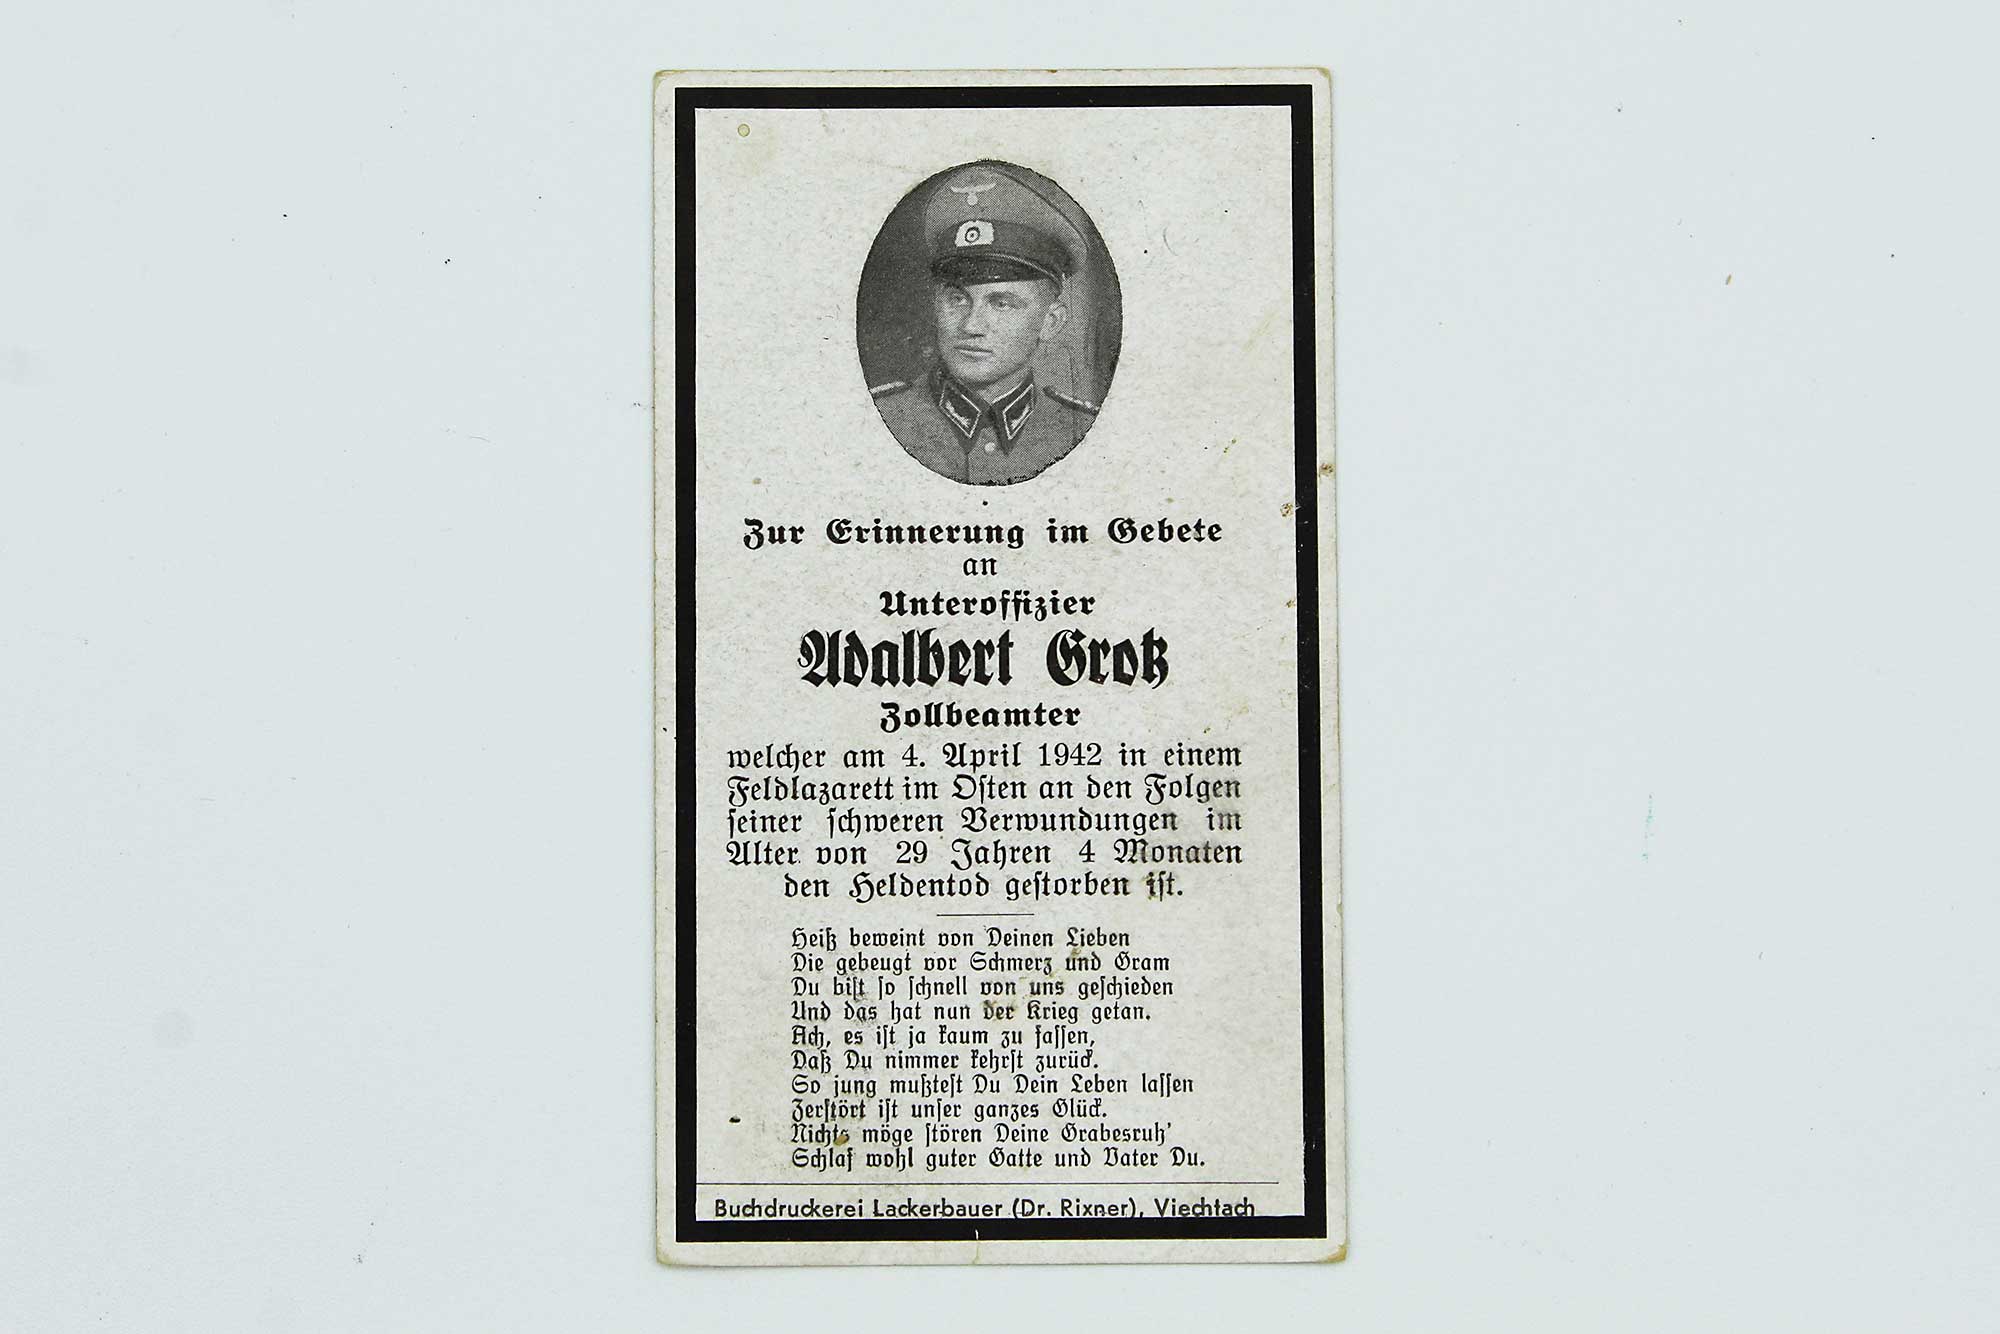 Zur Erinnerung im Gebete
an
Unteroffizier
Adalbert Grotz
Zollbeamter
welcher am 4. April 1942 in einem
Feldlazarett im Osten an den Folgen
seiner schweren Verwundungen im
Alter von 29 Jahren 4 Monaten
den Heldentod gestorben ist.
Heiß beweint von Deinen Lieben
Die gebeugt vor Schmerz und Gram
Du bist so schnell von uns geschieden
Und das hat nun der Krieg getan.
Ach, es ist ja kaum zu fassen,
Daß Du nimmer kehrst zurück.
So jung mußtest Du Dein Leben lassen
Zerstört ist unser ganzes Glück.
Nichts möge stören Deine Grabesruh'
Schlaf wohl guter Gatte und Vater Du.
Buchdruckerei Lackerbauer (Dr. Rixner), Viechtach